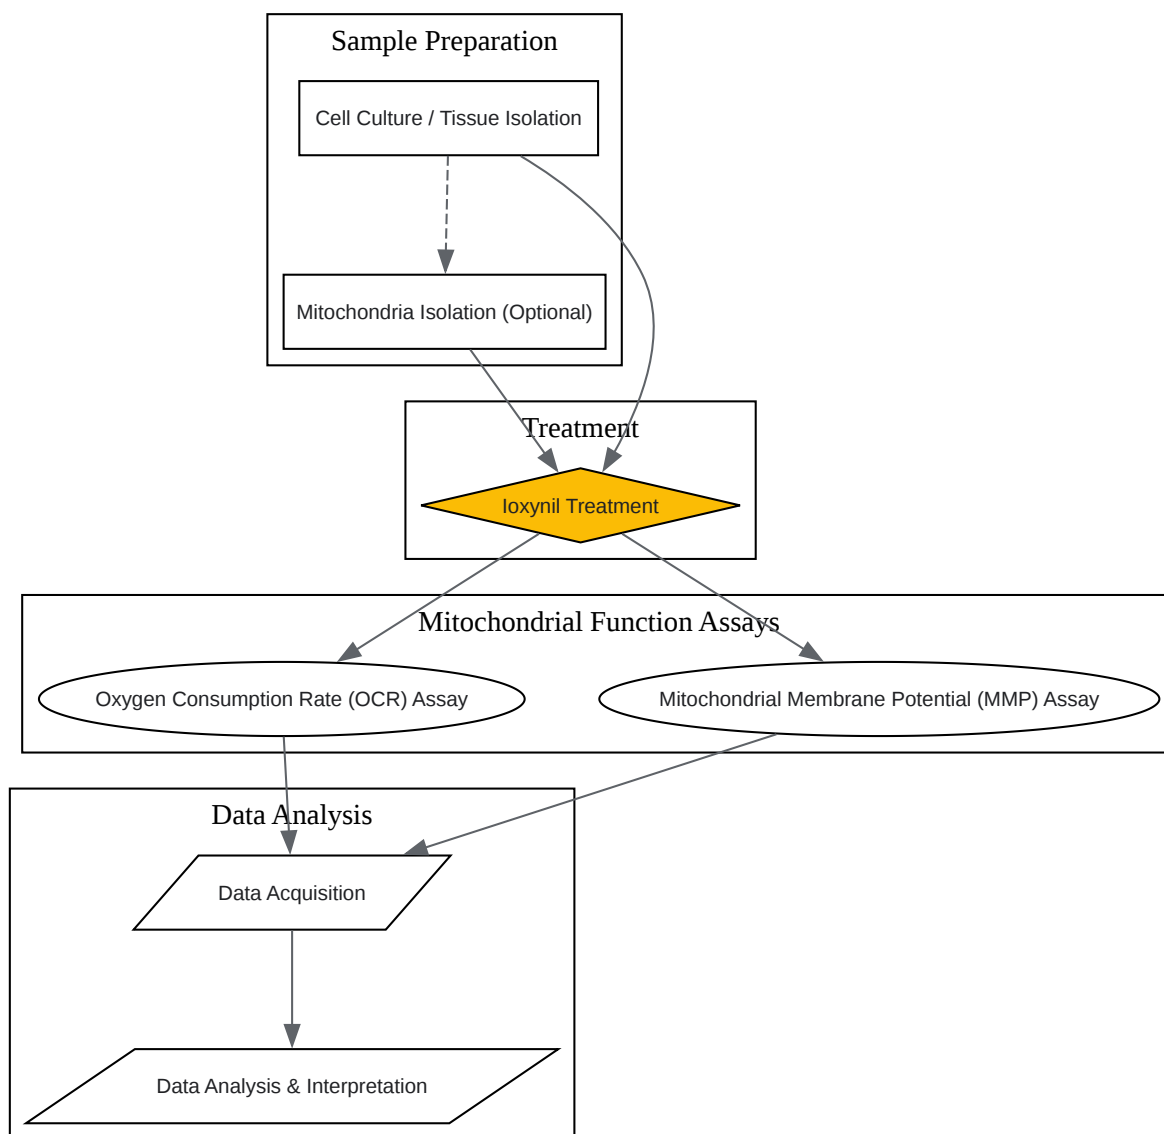 Sample Preparation
Cell Culture / Tissue Isolation
Mitochondria Isolation (Optional)
Treatment
Ioxynil Treatment
Mitochondrial Function Assays
Oxygen Consumption Rate (OCR) Assay
Mitochondrial Membrane Potential (MMP) Assay
Data Analysis
Data Acquisition
Data Analysis & Interpretation